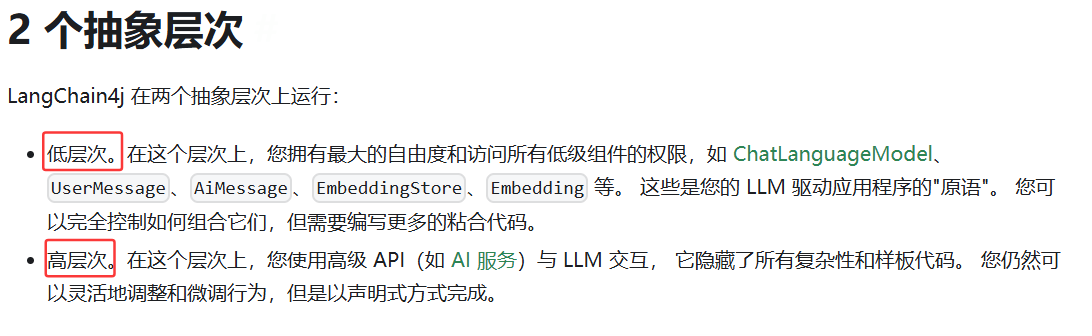 2 个抽象层次
LangChain4j 在两个抽象层次上运行：
• 低层次。在这个层次上，您拥有最大的自由度和访问所有低级组件的权限，如 ChatLanguageModel、
UserMessage、AiMessage、EmbeddingStore、Embedding 等。 这些是您的 LLM 驱动应用程序的"原语"。 您可
以完全控制如何组合它们，但需要编写更多的粘合代码。
• 高层次。在这个层次上，您使用高级 API（如 AI 服务）与 LLM 交互， 它隐藏了所有复杂性和样板代码。 您仍然可
以灵活地调整和微调行为，但是以声明式方式完成。